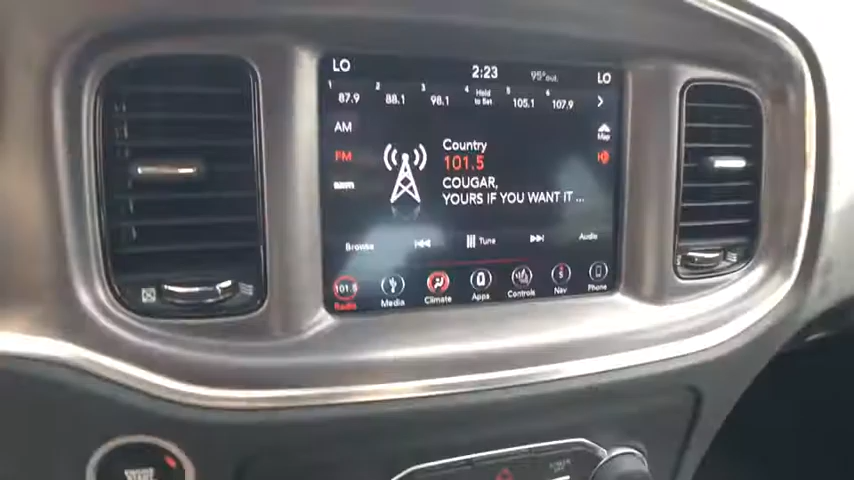 LO 2:23 95° out LO
1 2 3 4 5 6
87.9 88.1 98.1 Hold to Set 105.1 107.9
AM
FM
SXM
Map
Country
101.5
COUGAR,
YOURS IF YOU WANT IT ...
Browse Tune Audio
101.5
Radio Media Climate Apps Controls Nav Phone
START